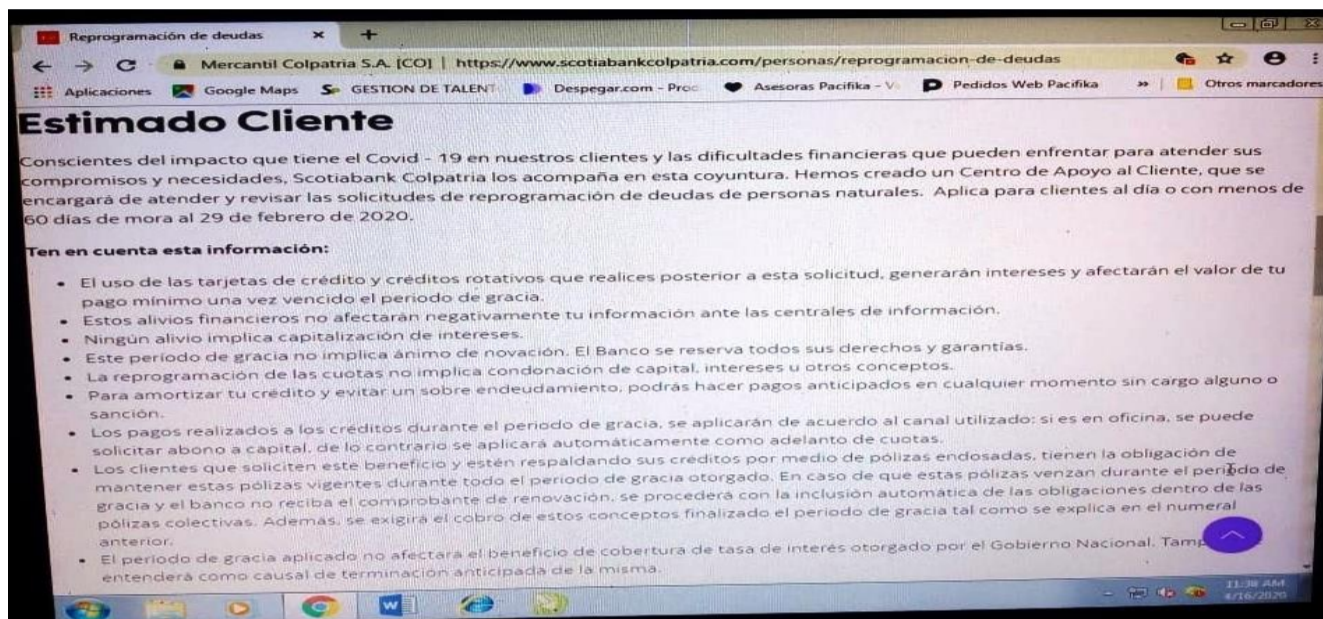 Reprogramación de deudas
Mercantil Colpatria S.A. [CO] | https://www.scotiabankcolpatria.com/personas/reprogramacion-de-deudas
Aplicaciones Google Maps GESTION DE TALENT Despegar.com - Proc Asesoras Pacifika - V Pedidos Web Pacifika » Otros marcadores
Estimado Cliente
Conscientes del impacto que tiene el Covid - 19 en nuestros clientes y las dificultades financieras que pueden enfrentar para atender sus
compromisos y necesidades, Scotiabank Colpatria los acompaña en esta coyuntura. Hemos creado un Centro de Apoyo al Cliente, que se
encargará de atender y revisar las solicitudes de reprogramación de deudas de personas naturales. Aplica para clientes al día o con menos de
60 días de mora al 29 de febrero de 2020.
Ten en cuenta esta información:
• El uso de las tarjetas de crédito y créditos rotativos que realices posterior a esta solicitud, generarán intereses y afectarán el valor de tu
pago mínimo una vez vencido el periodo de gracia.
• Estos alivios financieros no afectarán negativamente tu información ante las centrales de información.
• Ningún alivio implica capitalización de intereses.
• Este período de gracia no implica ánimo de novación. El Banco se reserva todos sus derechos y garantías.
• La reprogramación de las cuotas no implica condonación de capital, intereses u otros conceptos.
• Para amortizar tu crédito y evitar un sobre endeudamiento, podrás hacer pagos anticipados en cualquier momento sin cargo alguno o
sanción.
• Los pagos realizados a los créditos durante el periodo de gracia, se aplicarán de acuerdo al canal utilizado: si es en oficina, se puede
solicitar abono a capital, de lo contrario se aplicará automáticamente como adelanto de cuotas.
• Los clientes que soliciten este beneficio y estén respaldando sus créditos por medio de pólizas endosadas, tienen la obligación de
mantener estas pólizas vigentes durante todo el periodo de gracia otorgado. En caso de que estas pólizas venzan durante el periodo de
gracia y el banco no reciba el comprobante de renovación, se procederá con la inclusión automática de las obligaciones dentro de las
pólizas colectivas. Además, se exigirá el cobro de estos conceptos finalizado el periodo de gracia tal como se explica en el numeral
anterior.
• El período de gracia aplicado no afectara el beneficio de cobertura de tasa de interés otorgado por el Gobierno Nacional. Tamp
entenderá como causal de terminación anticipada de la misma.
11:38 AM
4/16/2020